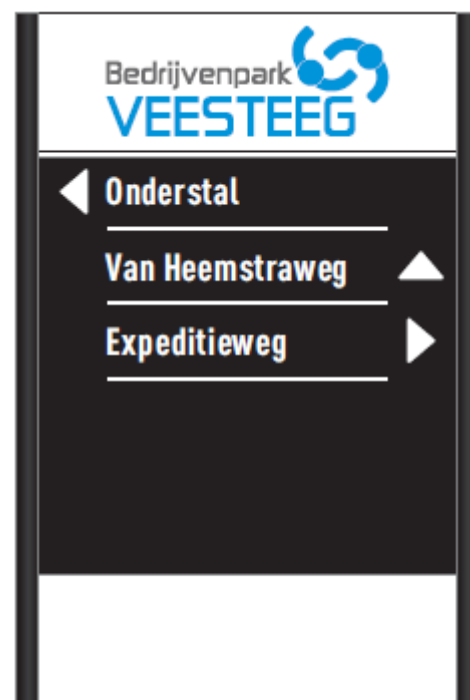 Bedrijvenpark
VEESTEEG
Onderstal
Van Heemstraweg
Expeditieweg